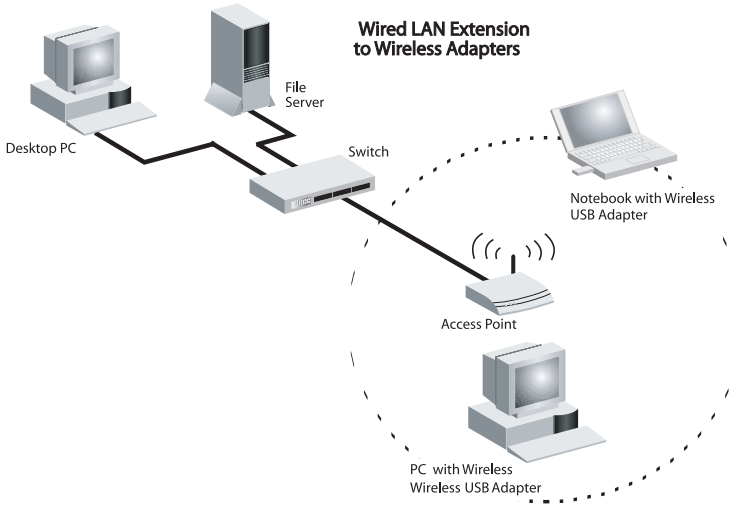 Wired LAN Extension
to Wireless Adapters
File
Server
Desktop PC
Switch
Notebook with Wireless
USB Adapter
Access Point
PC with Wireless
Wireless USB Adapter